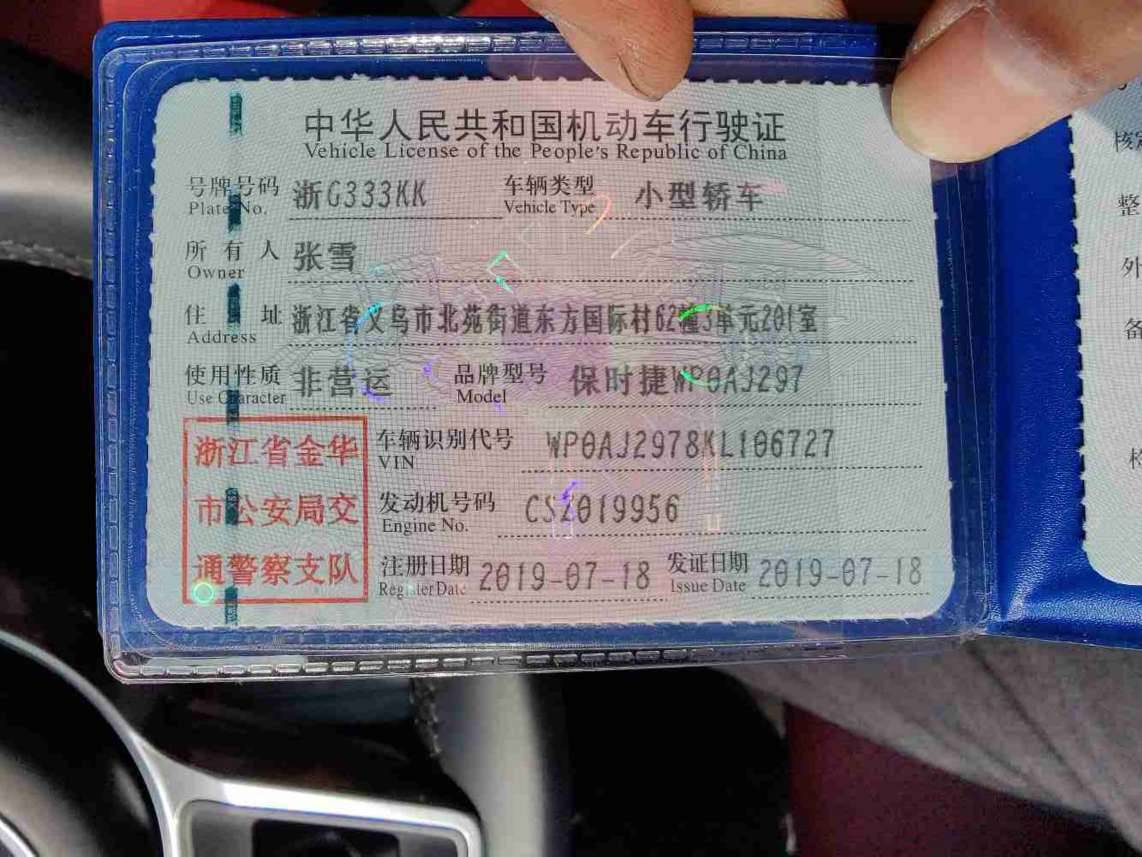 中华人民共和国机动车行驶证
Vehicle License of the People's Republic of China
号牌号码 浙G333KK 车辆类型 小型轿车
Plate No. Vehicle Type
所有人 张雪
Owner
住址 浙江省义乌市北苑街道东方国际村62幢3单元201室
Address
使用性质 非营运 品牌型号 保时捷WP0AJ297
Use Character Model
浙江省金华 车辆识别代号 WP0AJ2978KL106727
VIN
市公安局交 发动机号码 CSZ019956
Engine No.
通警察支队 注册日期 2019-07-18 发证日期 2019-07-18
Register Date Issue Date
核定
整
外
备
检